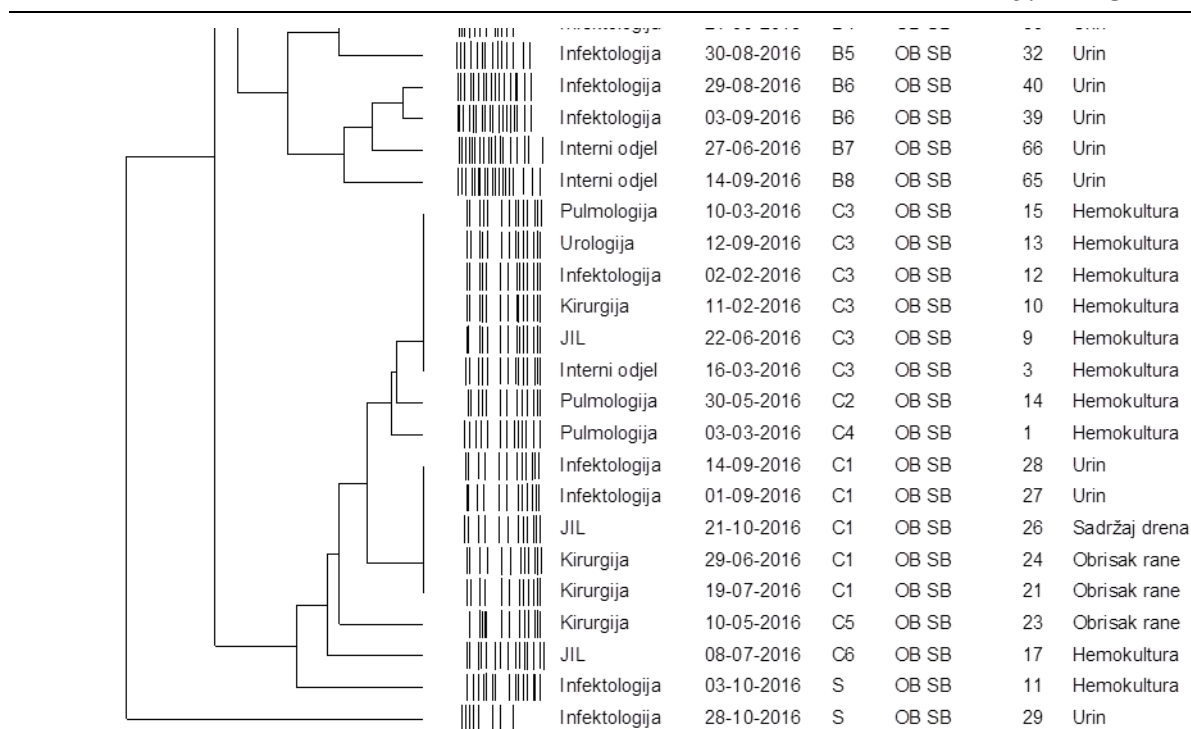 Infektologija 30-08-2016 B5 OB SB 32 Urin
Infektologija 29-08-2016 B6 OB SB 40 Urin
Infektologija 03-09-2016 B6 OB SB 39 Urin
Interni odjel 27-06-2016 B7 OB SB 66 Urin
Interni odjel 14-09-2016 B8 OB SB 65 Urin
Pulmologija 10-03-2016 C3 OB SB 15 Hemokultura
Urologija 12-09-2016 C3 OB SB 13 Hemokultura
Infektologija 02-02-2016 C3 OB SB 12 Hemokultura
Kirurgija 11-02-2016 C3 OB SB 10 Hemokultura
JIL 22-06-2016 C3 OB SB 9 Hemokultura
Interni odjel 16-03-2016 C3 OB SB 3 Hemokultura
Pulmologija 30-05-2016 C2 OB SB 14 Hemokultura
Pulmologija 03-03-2016 C4 OB SB 1 Hemokultura
Infektologija 14-09-2016 C1 OB SB 28 Urin
Infektologija 01-09-2016 C1 OB SB 27 Urin
JIL 21-10-2016 C1 OB SB 26 Sadržaj drena
Kirurgija 29-06-2016 C1 OB SB 24 Obrisak rane
Kirurgija 19-07-2016 C1 OB SB 21 Obrisak rane
Kirurgija 10-05-2016 C5 OB SB 23 Obrisak rane
JIL 08-07-2016 C6 OB SB 17 Hemokultura
Infektologija 03-10-2016 S OB SB 11 Hemokultura
Infektologija 28-10-2016 S OB SB 29 Urin